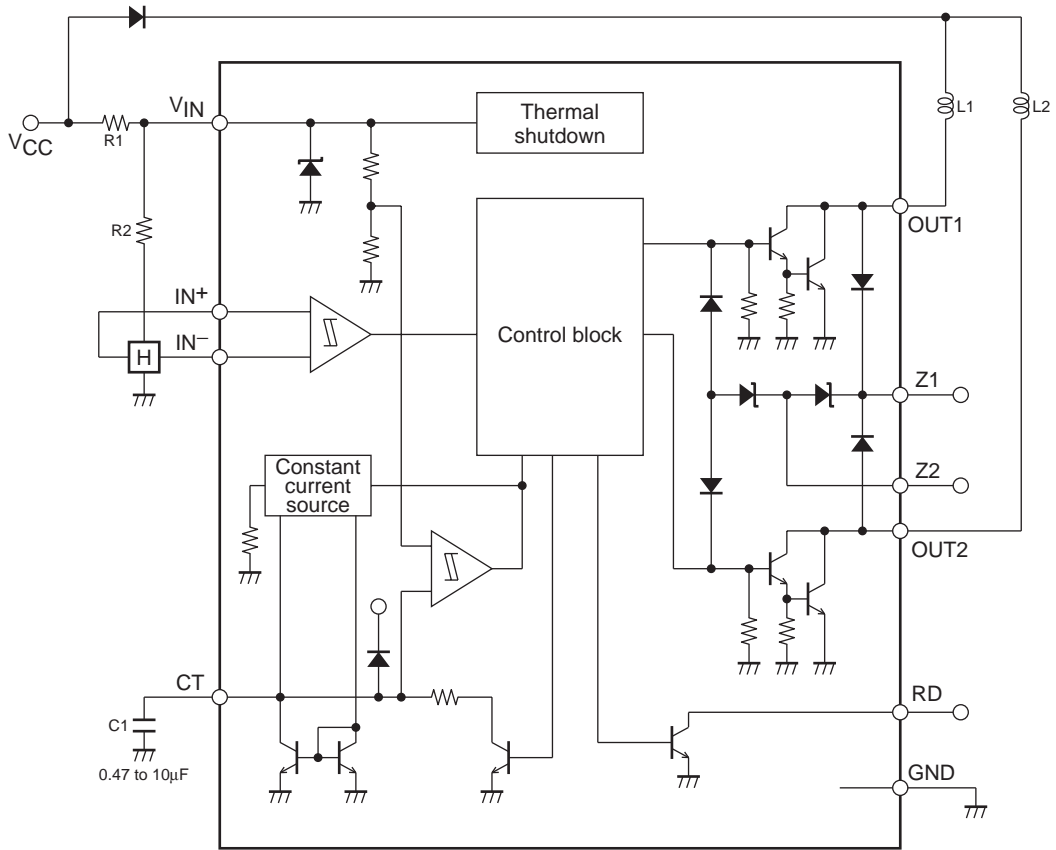 VCC
R1
VIN
Thermal
shutdown
L1
L2
R2
OUT1
IN+
IN−
H
Control block
Z1
Z2
Constant
current
source
OUT2
CT
C1
0.47 to 10µF
RD
GND